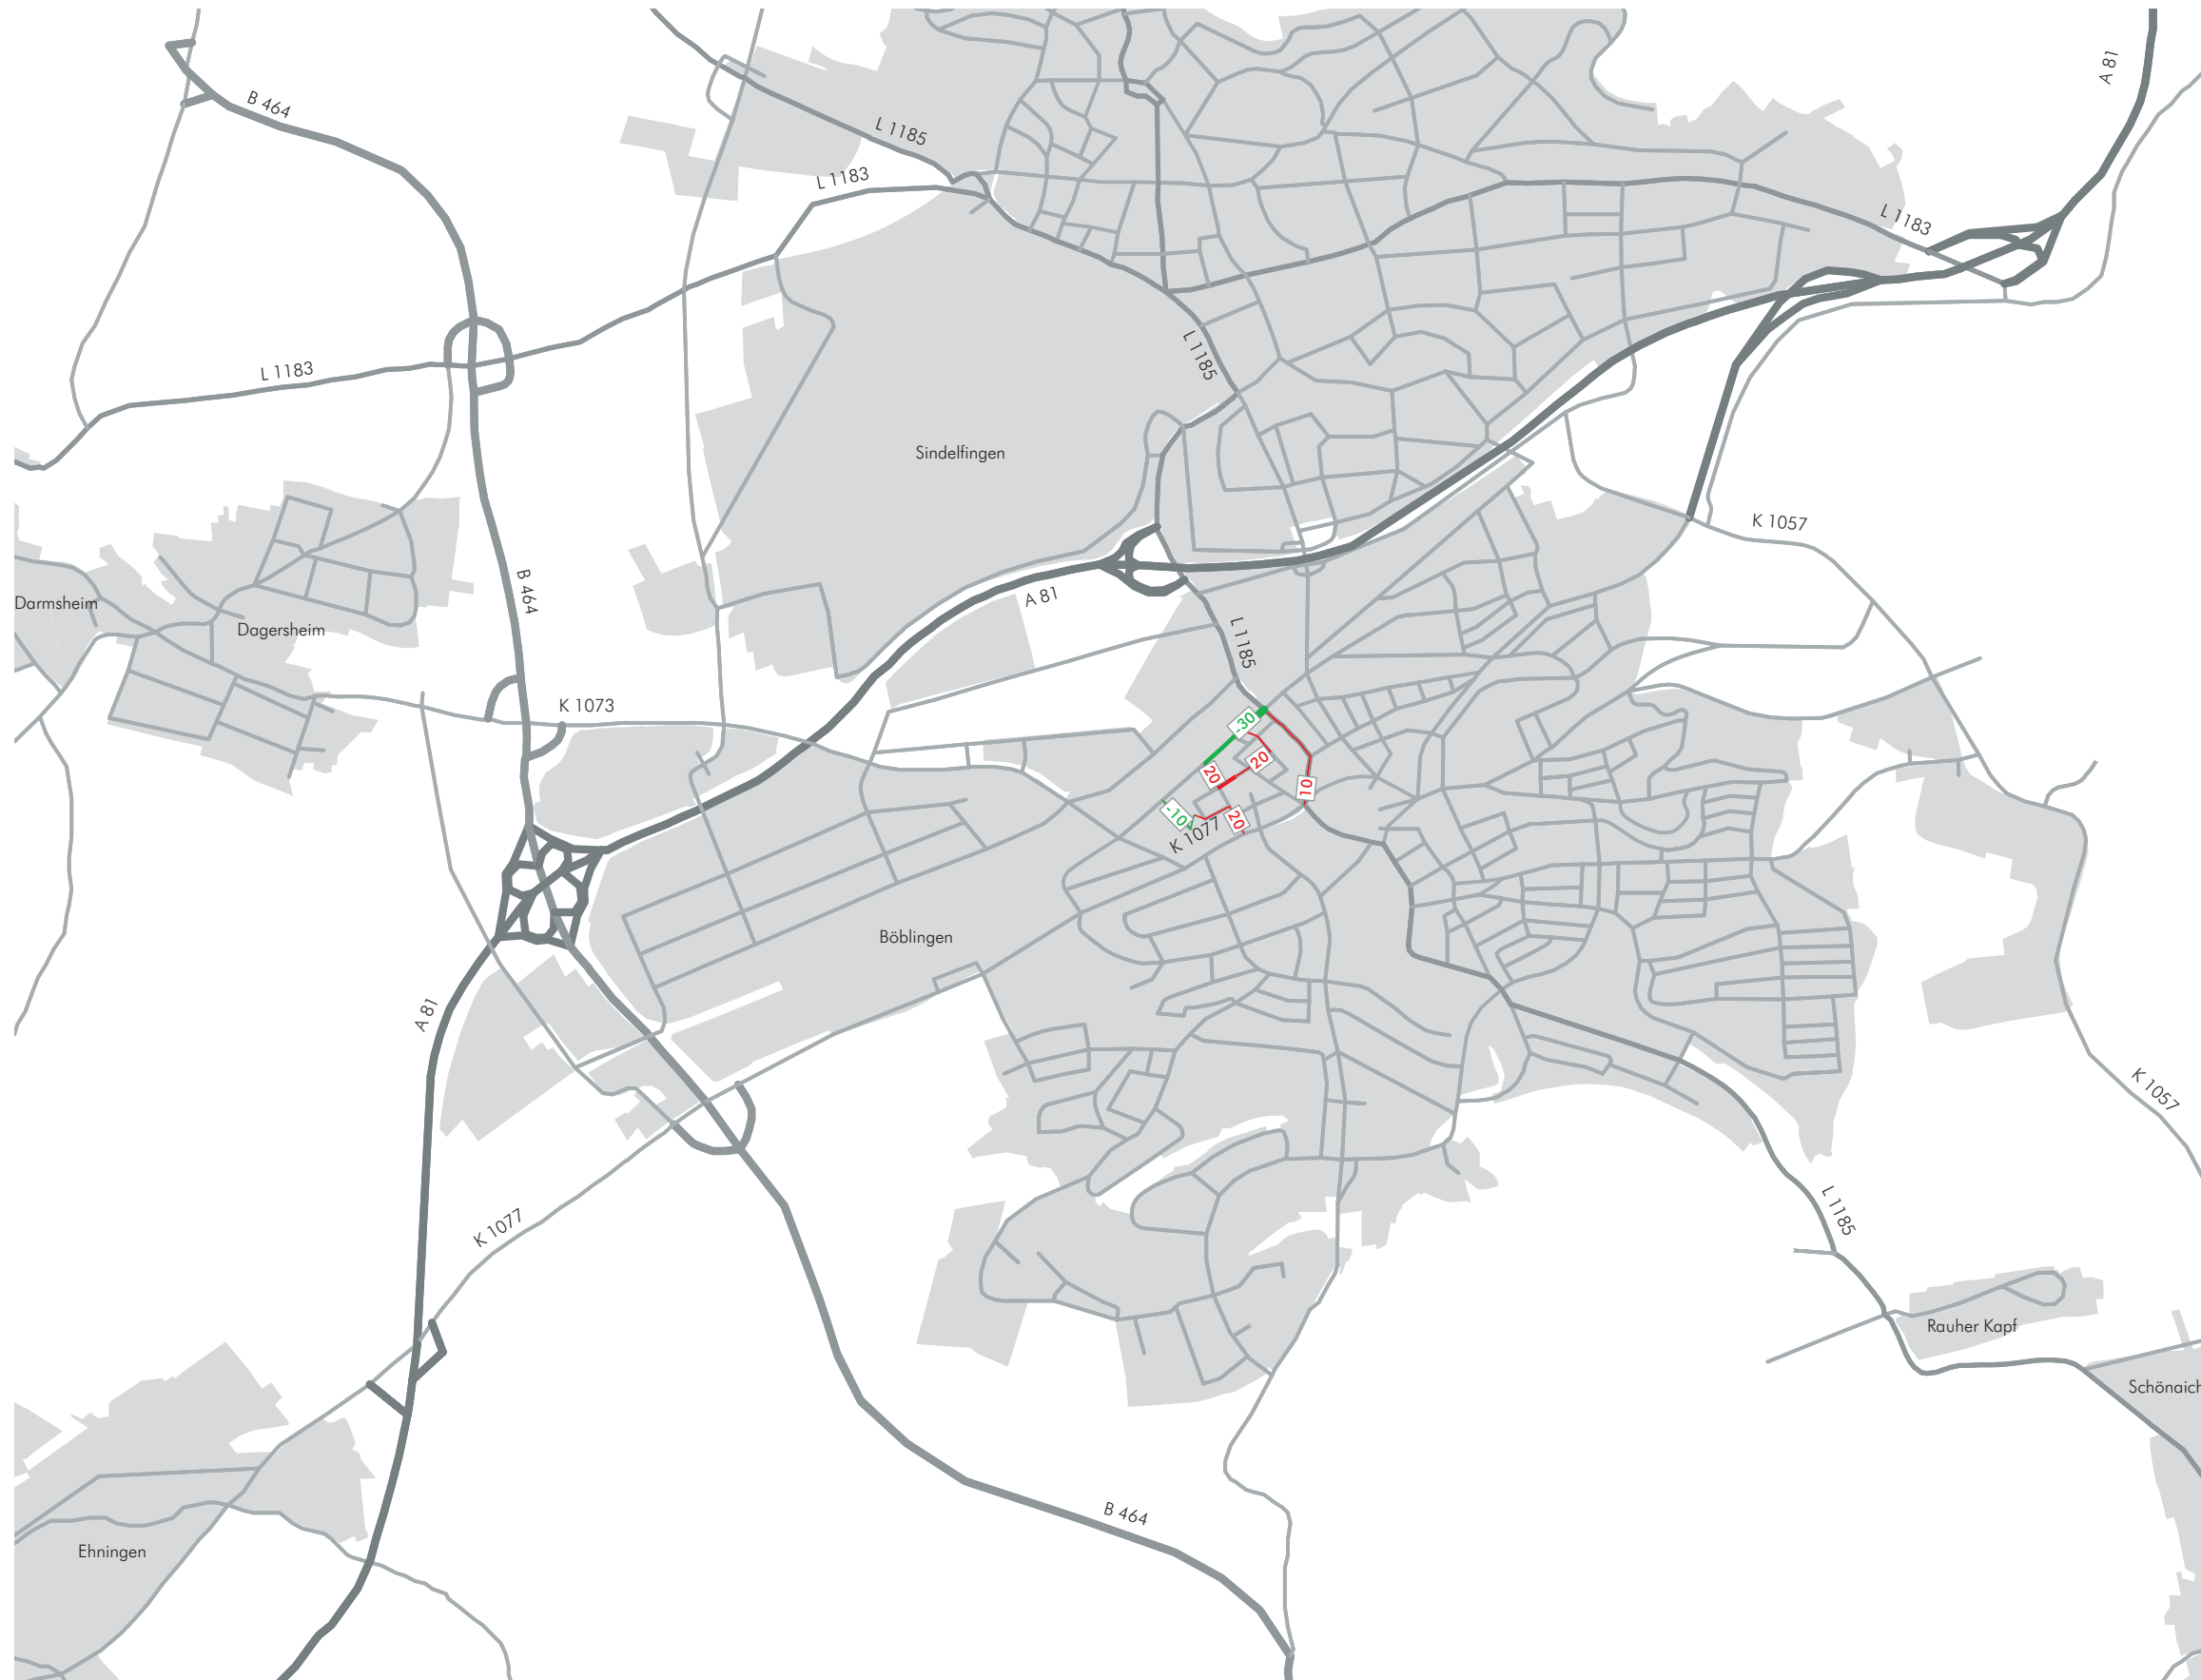 A 81
B 464
L 1185
L 1183
L 1183
L 1185
L 1183
Sindelfingen
K 1057
B 464
A 81
Darmsheim
Dagersheim
L 1185
K 1073
-30
20
20
10
-10
20
K 1077
Böblingen
A 81
K 1057
K 1077
L 1185
Rauher Kapf
Schönaich
B 464
Ehningen